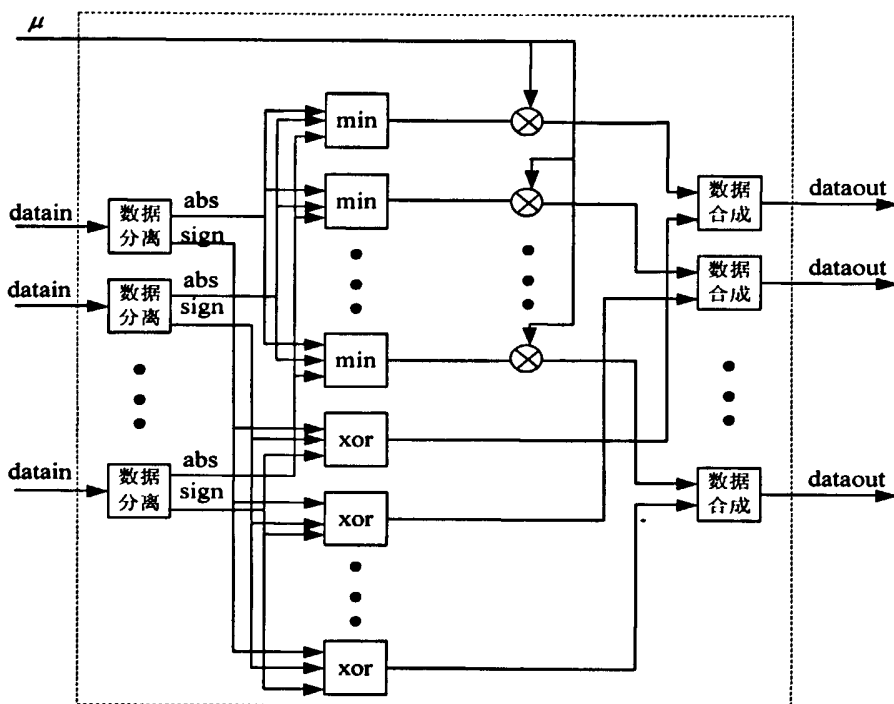 μ
min
min
min
xor
xor
xor
datain
数据
分离
abs
sign
datain
数据
分离
abs
sign
datain
数据
分离
abs
sign
数据
合成
dataout
数据
合成
dataout
数据
合成
dataout